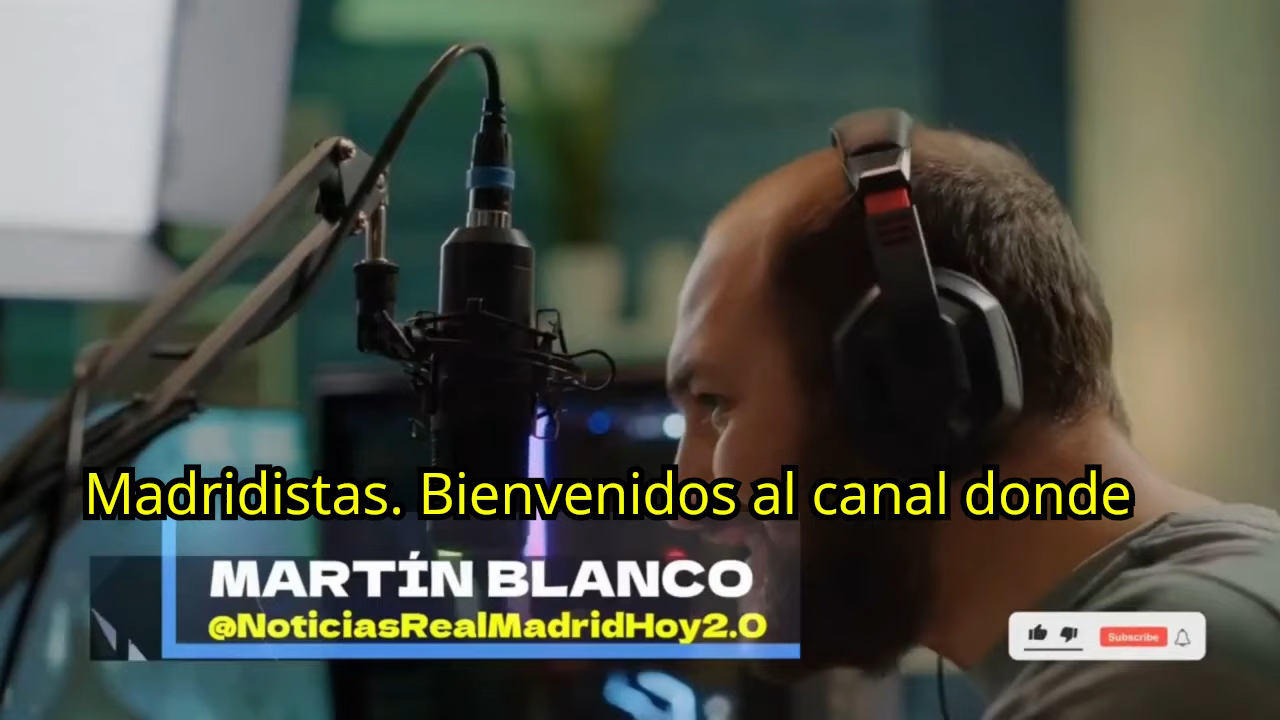 Madridistas. Bienvenidos al canal donde
MARTÍN BLANCO
@NoticiasRealMadridHoy2.0
Subscribe